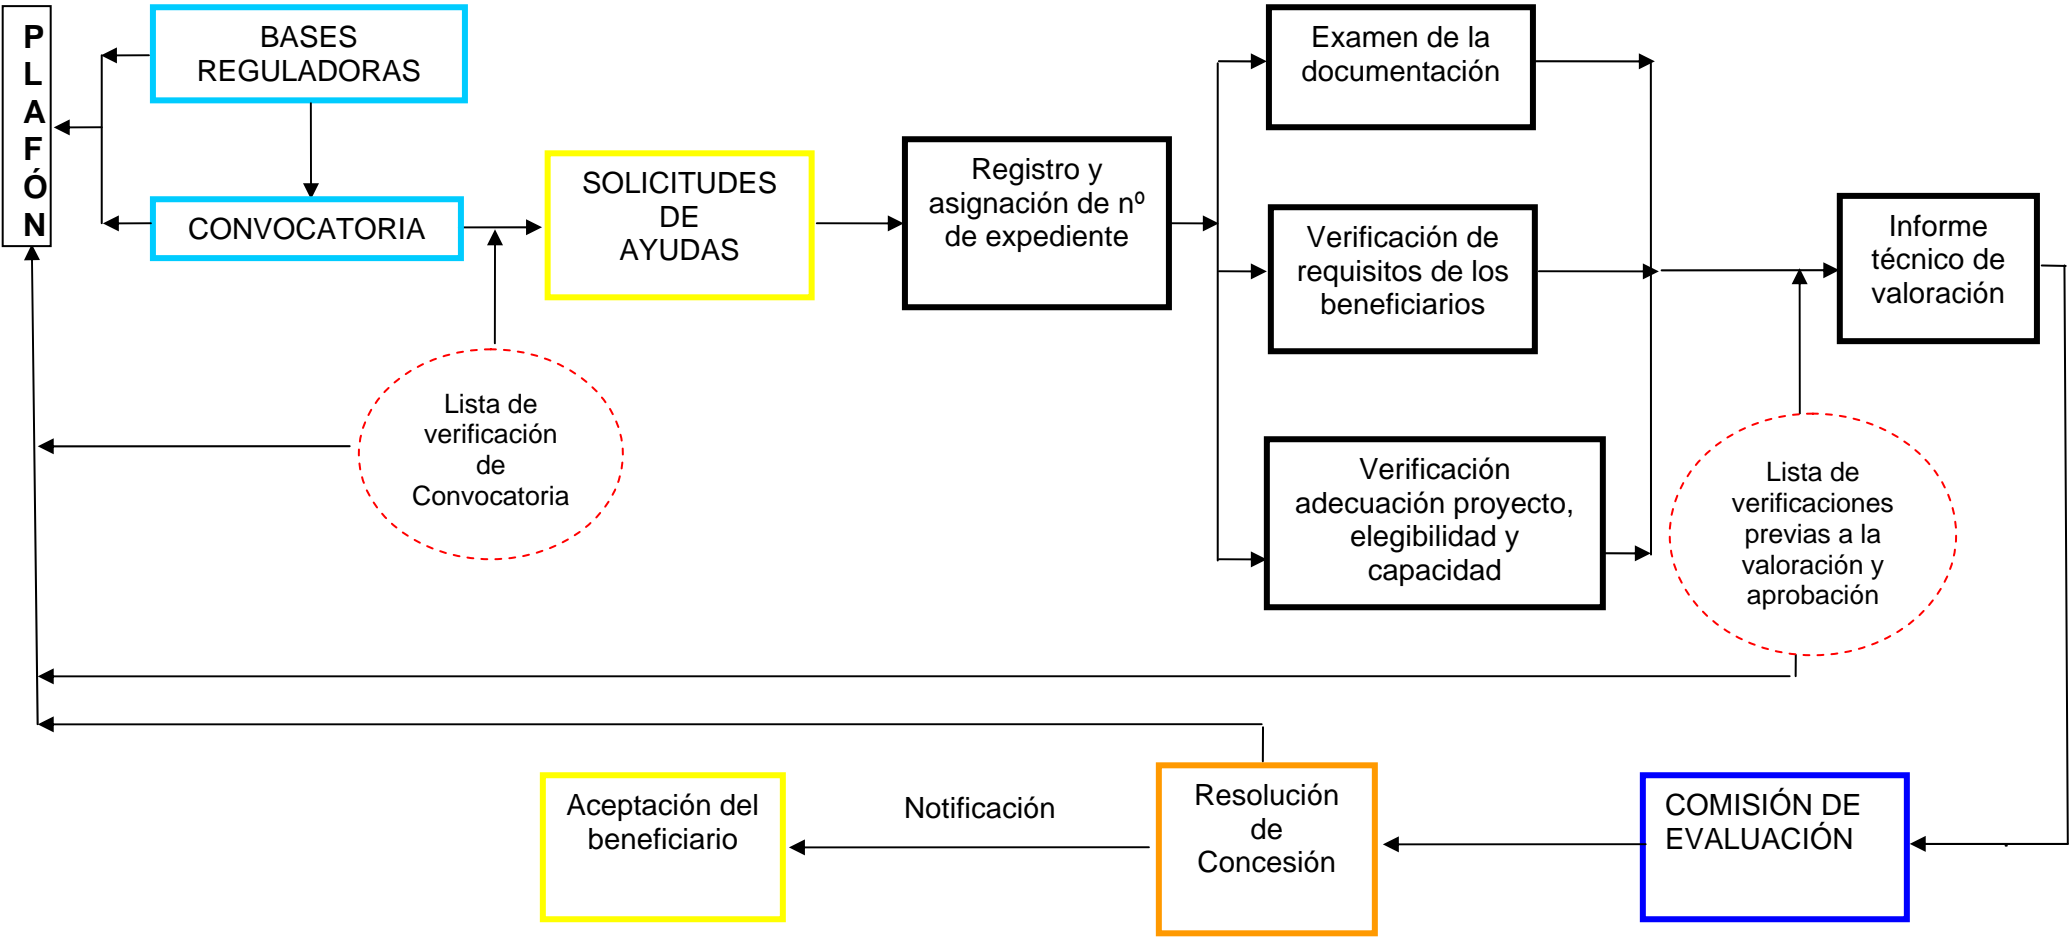 P
L
A
F
Ó
N
BASES
REGULADORAS
CONVOCATORIA
SOLICITUDES
DE
AYUDAS
Registro y
asignación de nº
de expediente
Examen de la
documentación
Verificación de
requisitos de los
beneficiarios
Verificación
adecuación proyecto,
elegibilidad y
capacidad
Informe
técnico de
valoración
Lista de
verificación
de
Convocatoria
Lista de
verificaciones
previas a la
valoración y
aprobación
Aceptación del
beneficiario
Notificación
Resolución
de
Concesión
COMISIÓN DE
EVALUACIÓN